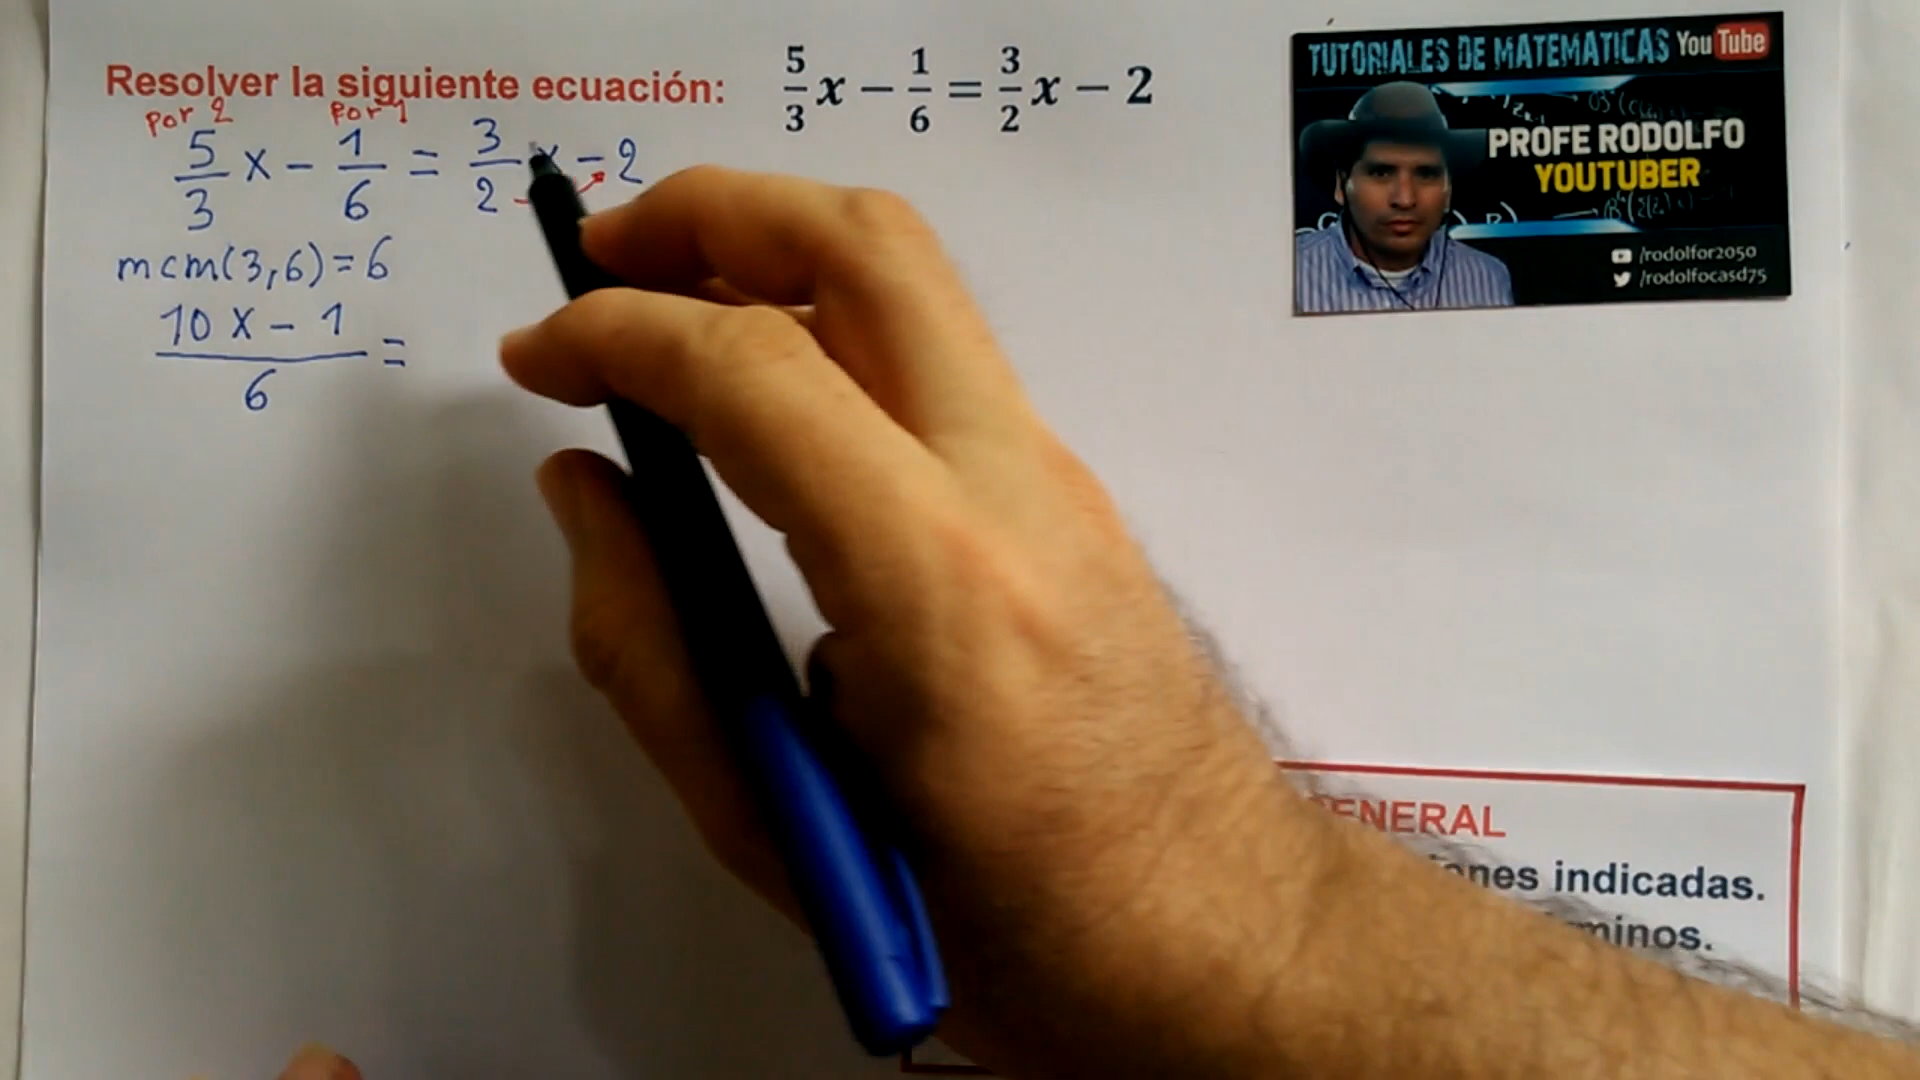 Resolver la siguiente ecuación: 5/3 x − 1/6 = 3/2 x − 2
por 2 por 1
5/3 x − 1/6 = 3/2 x − 2
mcm(3,6)=6
10 x − 1 / 6 =
TUTORIALES DE MATEMATICAS YouTube
PROFE RODOLFO
YOUTUBER
/rodolfor2050
/rodolfocasd75
ENERAL
ones indicadas.
minos.